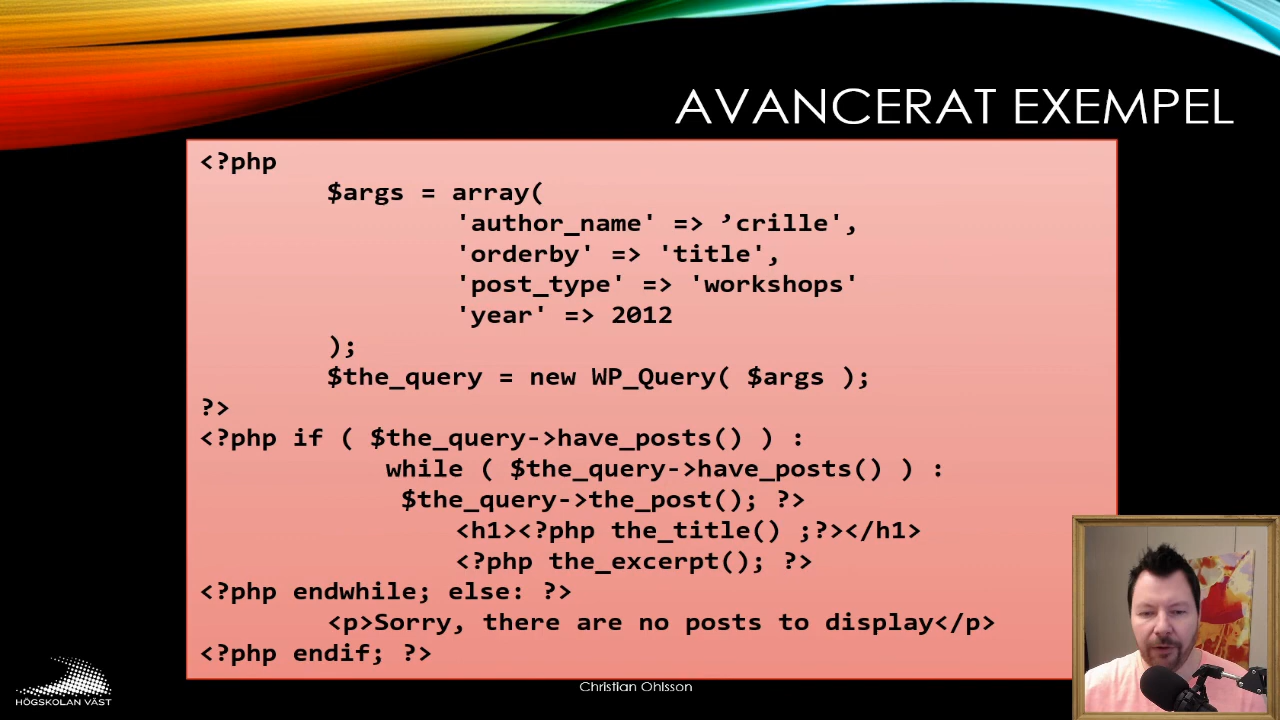 AVANCERAT EXEMPEL
<?php
$args = array(
'author_name' => ’crille',
'orderby' => 'title',
'post_type' => 'workshops'
'year' => 2012
);
$the_query = new WP_Query( $args );
?>
<?php if ( $the_query->have_posts() ) :
while ( $the_query->have_posts() ) :
$the_query->the_post(); ?>
<h1><?php the_title() ;?></h1>
<?php the_excerpt(); ?>
<?php endwhile; else: ?>
<p>Sorry, there are no posts to display</p>
<?php endif; ?>
Christian Ohlsson
HÖGSKOLAN VÄST